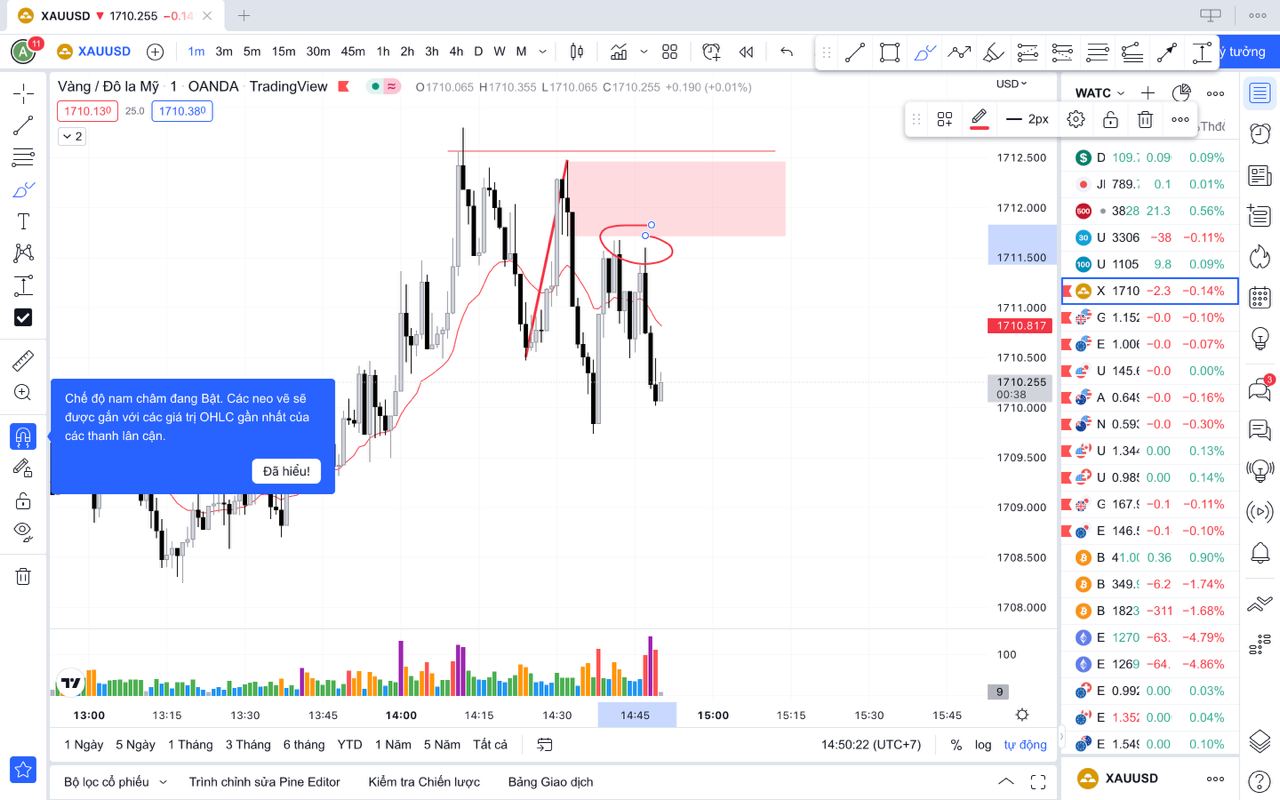 XAUUSD ▼ 1710.255 −0.14
A 11 XAUUSD 1m 3m 5m 15m 30m 45m 1h 2h 3h 4h D W M
ý tưởng
Vàng / Đô la Mỹ · 1 · OANDA · TradingView O1710.065 H1710.355 L1710.065 C1710.255 +0.190 (+0.01%)
USD
WATC
1710.130 25.0 1710.380
2px
2
Thđổ
1712.500
1712.000
1711.500
1711.000
1710.817
1710.500
1710.255
00:38
1710.000
1709.500
1709.000
1708.500
1708.000
100
9
Chế độ nam châm đang Bật. Các neo vẽ sẽ
được gắn với các giá trị OHLC gần nhất của
các thanh lân cận.
Đã hiểu!
D 109. 0.09 0.09%
JI 789. 0.1 0.01%
500 3828 21.3 0.56%
30 U 3306 −38 −0.11%
100 U 1105 9.8 0.09%
X 1710 −2.3 −0.14%
G 1.152 −0.0 −0.10%
E 1.006 −0.0 −0.07%
U 145.6 −0.0 0.00%
A 0.649 −0.0 −0.16%
N 0.592 −0.0 −0.30%
U 1.344 0.00 0.13%
U 0.985 0.00 0.14%
G 167.9 −0.1 −0.11%
E 146.5 −0.1 −0.10%
B 41.00 0.36 0.90%
B 349.9 −6.2 −1.74%
B 1823 −311 −1.68%
E 1270 −63. −4.79%
E 1269 −64. −4.86%
E 0.992 0.00 0.03%
E 1.352 0.00 0.04%
E 1.549 0.00 0.10%
3
13:00 13:15 13:30 13:45 14:00 14:15 14:30 14:45 15:00 15:15 15:30 15:45
1 Ngày 5 Ngày 1 Tháng 3 Tháng 6 tháng YTD 1 Năm 5 Năm Tất cả 14:50:22 (UTC+7) % log tự động
Bộ lọc cổ phiếu Trình chỉnh sửa Pine Editor Kiểm tra Chiến lược Bảng Giao dịch
XAUUSD